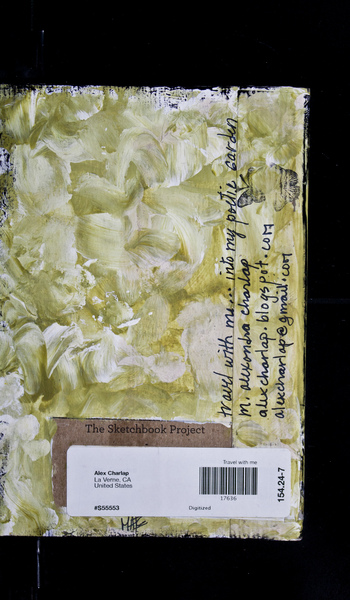 travel with me... into my poetic garden
m. alexandra charlap
alexcharlap.blogspot.com
alexcharlap@gmail.com
The Sketchbook Project
Travel with me
Alex Charlap
La Verne, CA
United States
17636
#S55553
Digitized
154.24-7